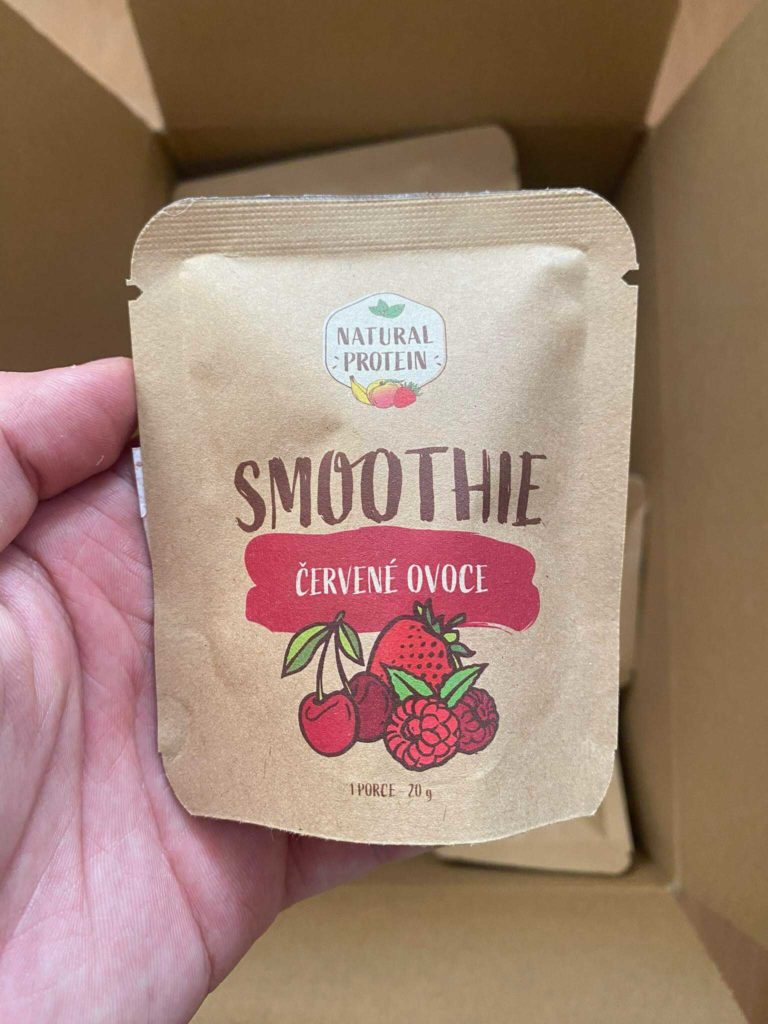 NATURAL
PROTEIN
SMOOTHIE
ČERVENÉ OVOCE
1 PORCE - 20 g